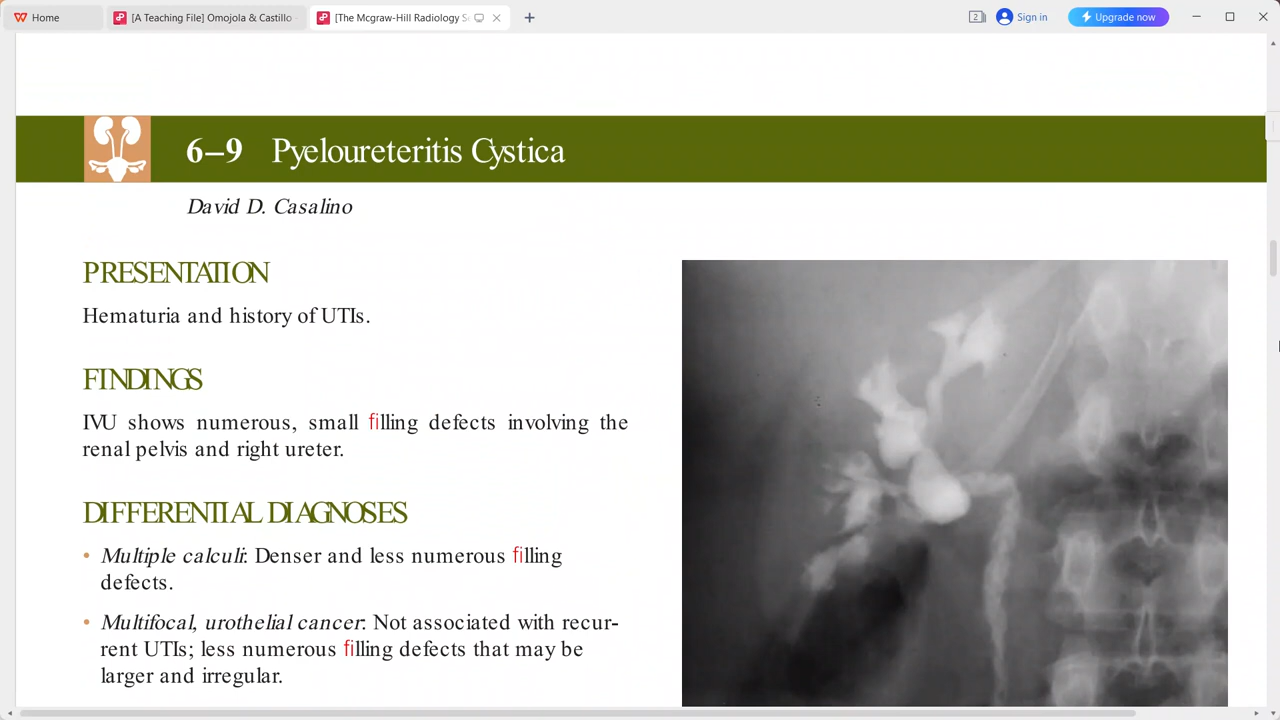 Home
[A Teaching File] Omojola & Castillo
[The Mcgraw-Hill Radiology S
2
Sign in
Upgrade now
6–9 Pyeloureteritis Cystica
David D. Casalino
PRESENTATION
Hematuria and history of UTIs.
FINDINGS
IVU shows numerous, small filling defects involving the
renal pelvis and right ureter.
DIFFERENTIAL DIAGNOSES
• Multiple calculi: Denser and less numerous filling
defects.
• Multifocal, urothelial cancer: Not associated with recur-
rent UTIs; less numerous filling defects that may be
larger and irregular.